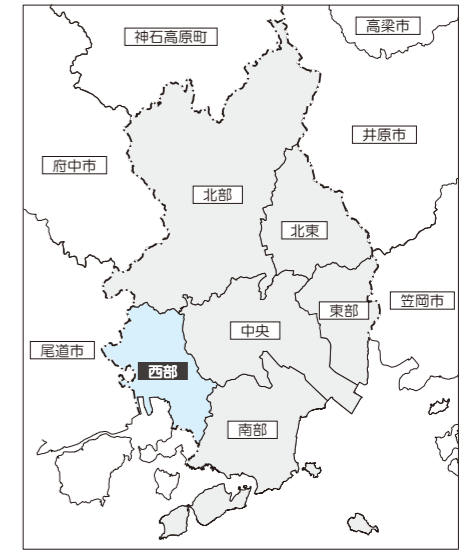 高梁市
神石高原町
井原市
府中市
北部
北東
笠岡市
東部
中央
尾道市
西部
南部